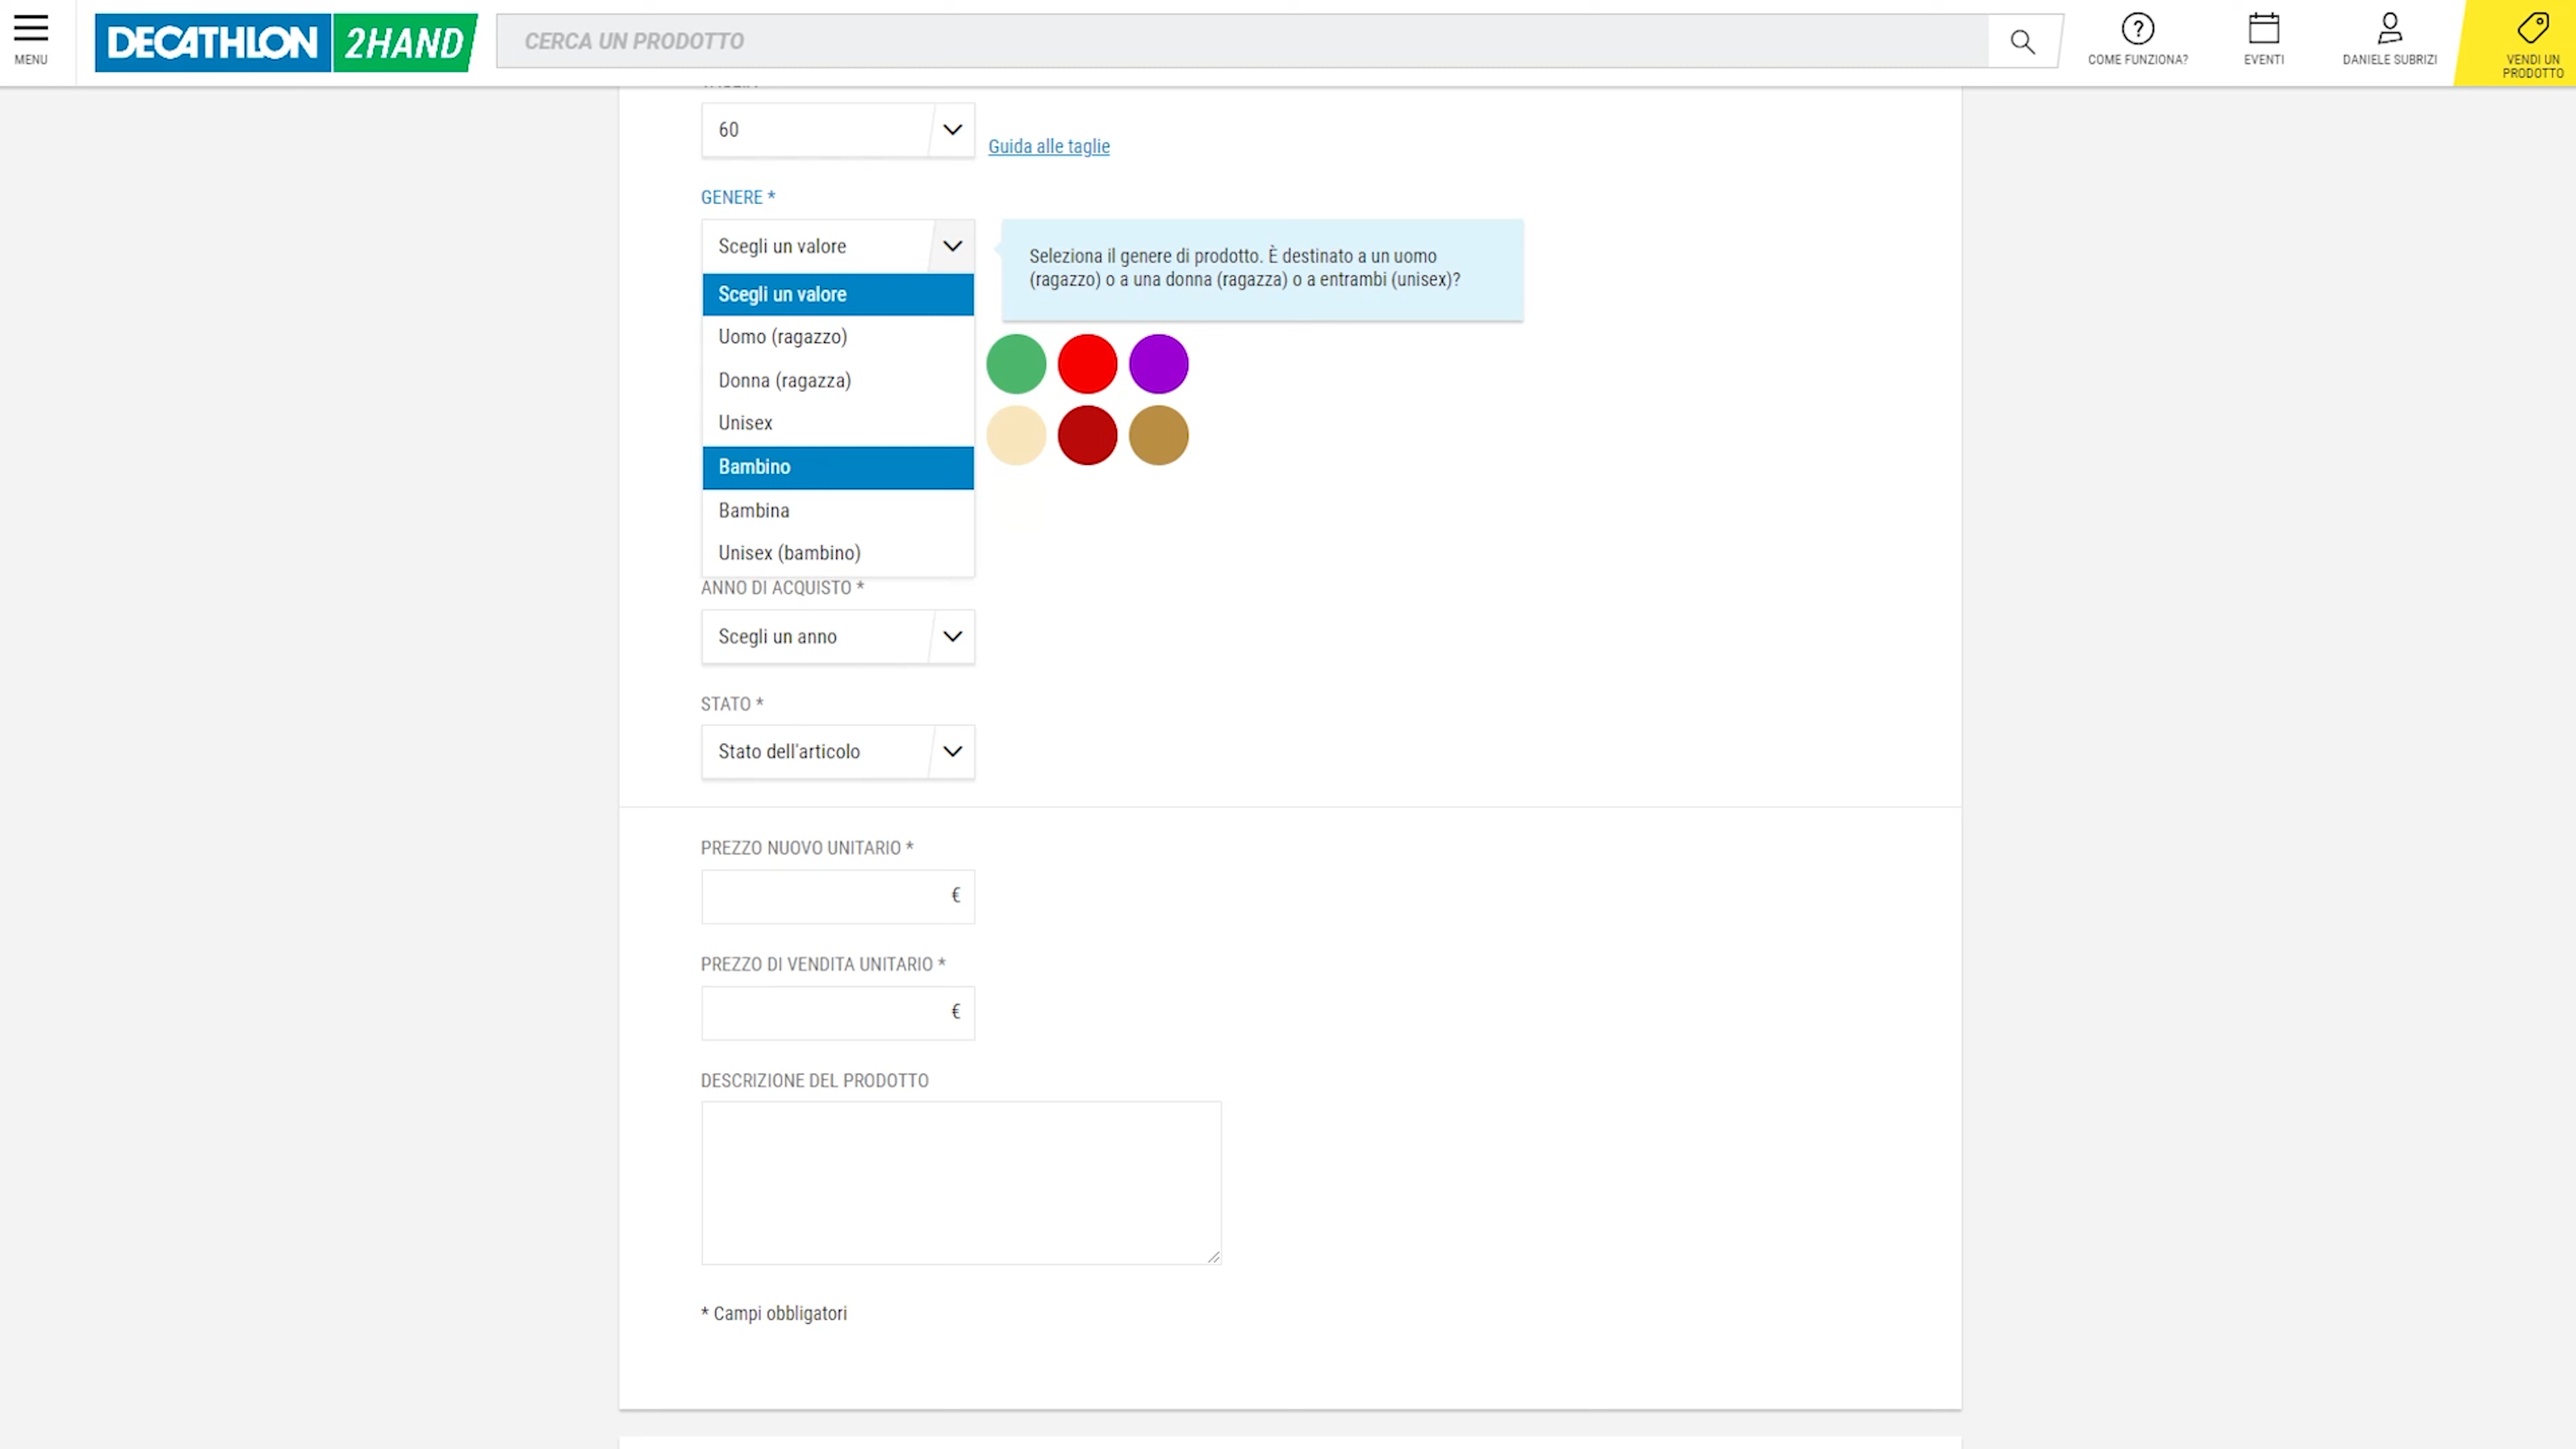 MENU
DECATHLON 2HAND
CERCA UN PRODOTTO
COME FUNZIONA?
EVENTI
DANIELE SUBRIZI
VENDI UN
PRODOTTO
60
Guida alle taglie
GENERE *
Scegli un valore
Seleziona il genere di prodotto. È destinato a un uomo
(ragazzo) o a una donna (ragazza) o a entrambi (unisex)?
Scegli un valore
Uomo (ragazzo)
Donna (ragazza)
Unisex
Bambino
Bambina
Unisex (bambino)
ANNO DI ACQUISTO *
Scegli un anno
STATO *
Stato dell'articolo
PREZZO NUOVO UNITARIO *
€
PREZZO DI VENDITA UNITARIO *
€
DESCRIZIONE DEL PRODOTTO
* Campi obbligatori